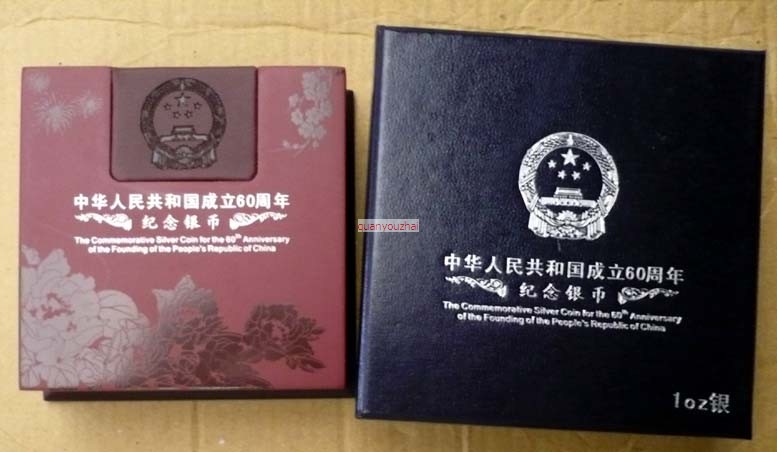 中华人民共和国成立60周年
纪念银币
The Commemorative Silver Coin for the 60th Anniversary
of the Founding of the People's Republic of China
quanyouzhai
中华人民共和国成立60周年
纪念银币
The Commemorative Silver Coin for the 60th Anniversary
of the Founding of the People's Republic of China
1oz银